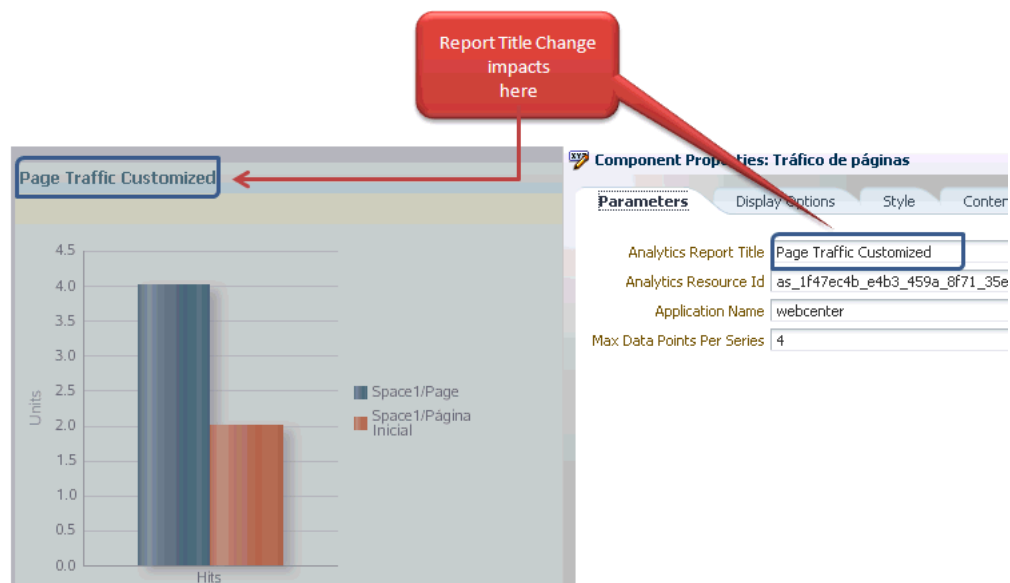 Report Title Change
impacts
here
Page Traffic Customized
4.5
4.0
3.5
3.0
2.5
2.0
1.5
1.0
0.5
0.0
Units
Hits
Space1/Page
Space1/Página
Inicial
Component Properties: Tráfico de páginas
Parameters
Display Options
Style
Conten
Analytics Report Title Page Traffic Customized
Analytics Resource Id as_1f47ec4b_e4b3_459a_8f71_35e
Application Name webcenter
Max Data Points Per Series 4